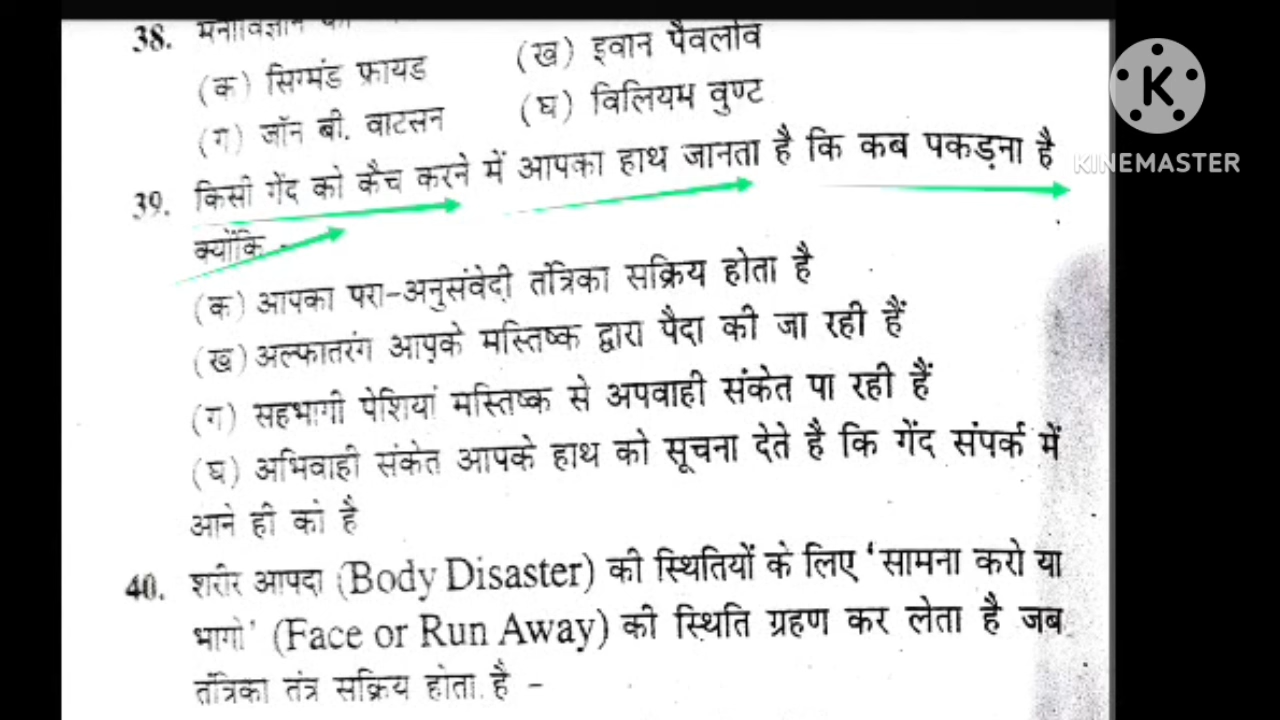 38. मनोविज्ञान
(क) सिग्मंड फ्रायड (ख) इवान पैवलोव
(ग) जॉन बी. वाटसन (घ) विलियम वुण्ट
39. किसी गेंद को कैच करने में आपका हाथ जानता है कि कब पकड़ना है
क्योंकि -
(क) आपका परा-अनुसंवेदी तंत्रिका सक्रिय होता है
(ख) अल्फातरंग आपके मस्तिष्क द्वारा पैदा की जा रही हैं
(ग) सहभागी पेशियां मस्तिष्क से अपवाही संकेत पा रही हैं
(घ) अभिवाही संकेत आपके हाथ को सूचना देते है कि गेंद संपर्क में
आने ही को है
40. शरीर आपदा (Body Disaster) की स्थितियों के लिए 'सामना करो या
भागो' (Face or Run Away) की स्थिति ग्रहण कर लेता है जब
तंत्रिका तंत्र सक्रिय होता है -
K
KINEMASTER